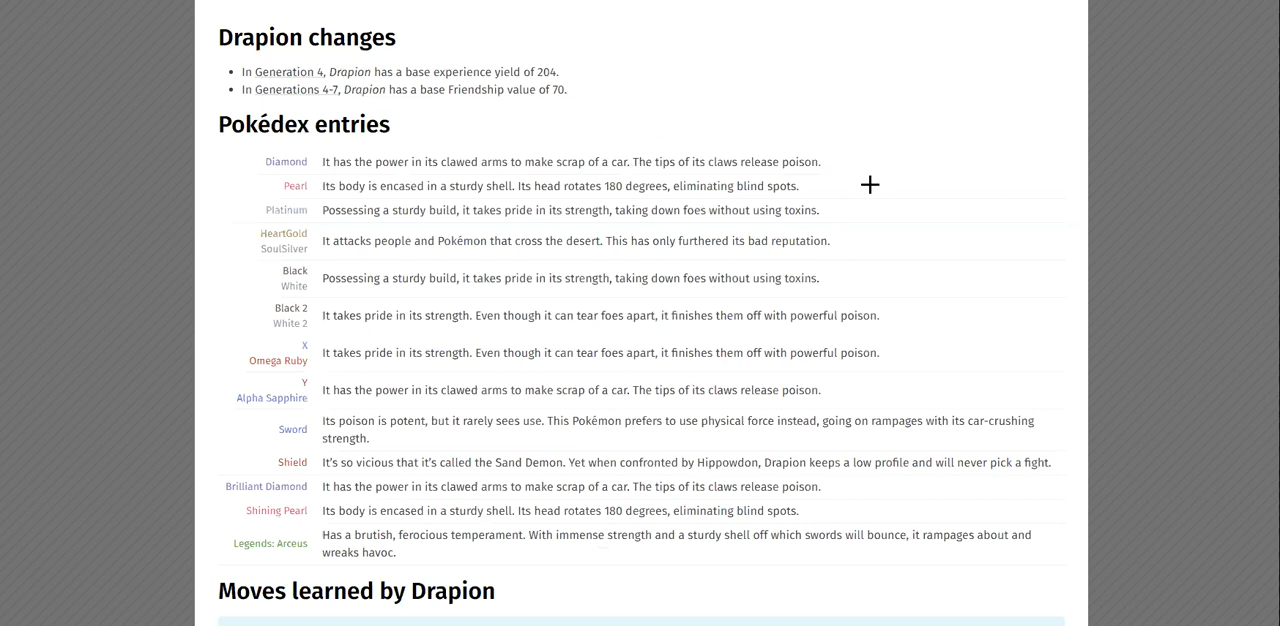 Drapion changes
In Generation 4, Drapion has a base experience yield of 204.
In Generations 4-7, Drapion has a base Friendship value of 70.
Pokédex entries
Diamond It has the power in its clawed arms to make scrap of a car. The tips of its claws release poison.
Pearl Its body is encased in a sturdy shell. Its head rotates 180 degrees, eliminating blind spots.
Platinum Possessing a sturdy build, it takes pride in its strength, taking down foes without using toxins.
HeartGold
SoulSilver
It attacks people and Pokémon that cross the desert. This has only furthered its bad reputation.
Black
White
Possessing a sturdy build, it takes pride in its strength, taking down foes without using toxins.
Black 2
White 2
It takes pride in its strength. Even though it can tear foes apart, it finishes them off with powerful poison.
X
Omega Ruby
It takes pride in its strength. Even though it can tear foes apart, it finishes them off with powerful poison.
Y
Alpha Sapphire
It has the power in its clawed arms to make scrap of a car. The tips of its claws release poison.
Sword
Its poison is potent, but it rarely sees use. This Pokémon prefers to use physical force instead, going on rampages with its car-crushing
strength.
Shield It's so vicious that it's called the Sand Demon. Yet when confronted by Hippowdon, Drapion keeps a low profile and will never pick a fight.
Brilliant Diamond It has the power in its clawed arms to make scrap of a car. The tips of its claws release poison.
Shining Pearl Its body is encased in a sturdy shell. Its head rotates 180 degrees, eliminating blind spots.
Legends: Arceus
Has a brutish, ferocious temperament. With immense strength and a sturdy shell off which swords will bounce, it rampages about and
wreaks havoc.
Moves learned by Drapion